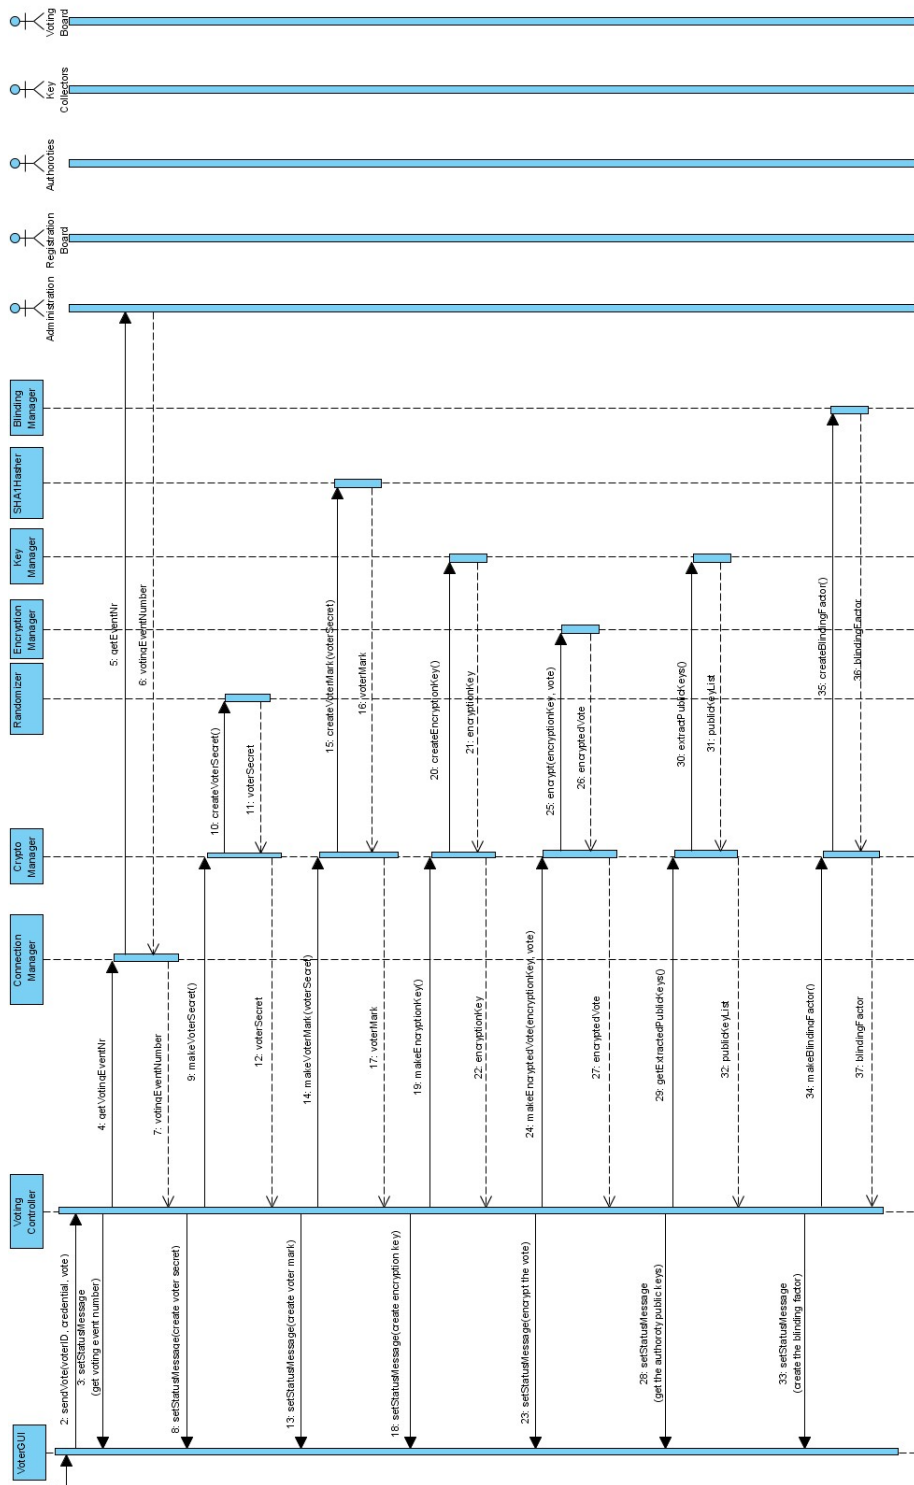 VoterGUI
Voting
Controller
Connection
Manager
Crypto
Manager
Randomizer
Encryption
Manager
Key
Manager
SHA1Hasher
Blinding
Manager
Administration
Registration
Board
Authoroties
Key
Collectors
Voting
Board
2: sendVote(voterID, credential, vote)
3: setStatusMessage
(get voting event number)
4: getVotingEventNr
5: getEventNr
6: votingEventNumber
7: votingEventNumber
8: setStatusMessage(create voter secret)
9: makeVoterSecret()
10: createVoterSecret()
11: voterSecret
12: voterSecret
13: setStatusMessage(create voter mark)
14: makeVoterMark(voterSecret)
15: createVoterMark(voterSecret)
16: voterMark
17: voterMark
18: setStatusMessage(create encryption key)
19: makeEncryptionKey()
20: createEncryptionKey()
21: encryptionKey
22: encryptionKey
23: setStatusMessage(encrypt the vote)
24: makeEncryptedVote(encryptionKey, vote)
25: encrypt(encryptionKey, vote)
26: encryptedVote
27: encryptedVote
28: setStatusMessage
(get the authoroty public keys)
29: getExtractedPublicKeys()
30: extractPublicKeys()
31: publicKeyList
32: publicKeyList
33: setStatusMessage
(create the blinding factor)
34: makeBlindingFactor()
35: createBlindingFactor()
36: blindingFactor
37: blindingFactor